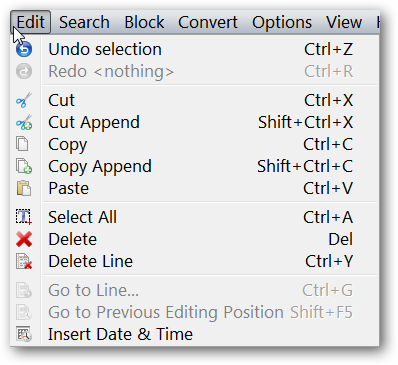 Edit Search Block Convert Options View
Undo selection Ctrl+Z
Redo <nothing> Ctrl+R
Cut Ctrl+X
Cut Append Shift+Ctrl+X
Copy Ctrl+C
Copy Append Shift+Ctrl+C
Paste Ctrl+V
Select All Ctrl+A
Delete Del
Delete Line Ctrl+Y
Go to Line... Ctrl+G
Go to Previous Editing Position Shift+F5
Insert Date & Time